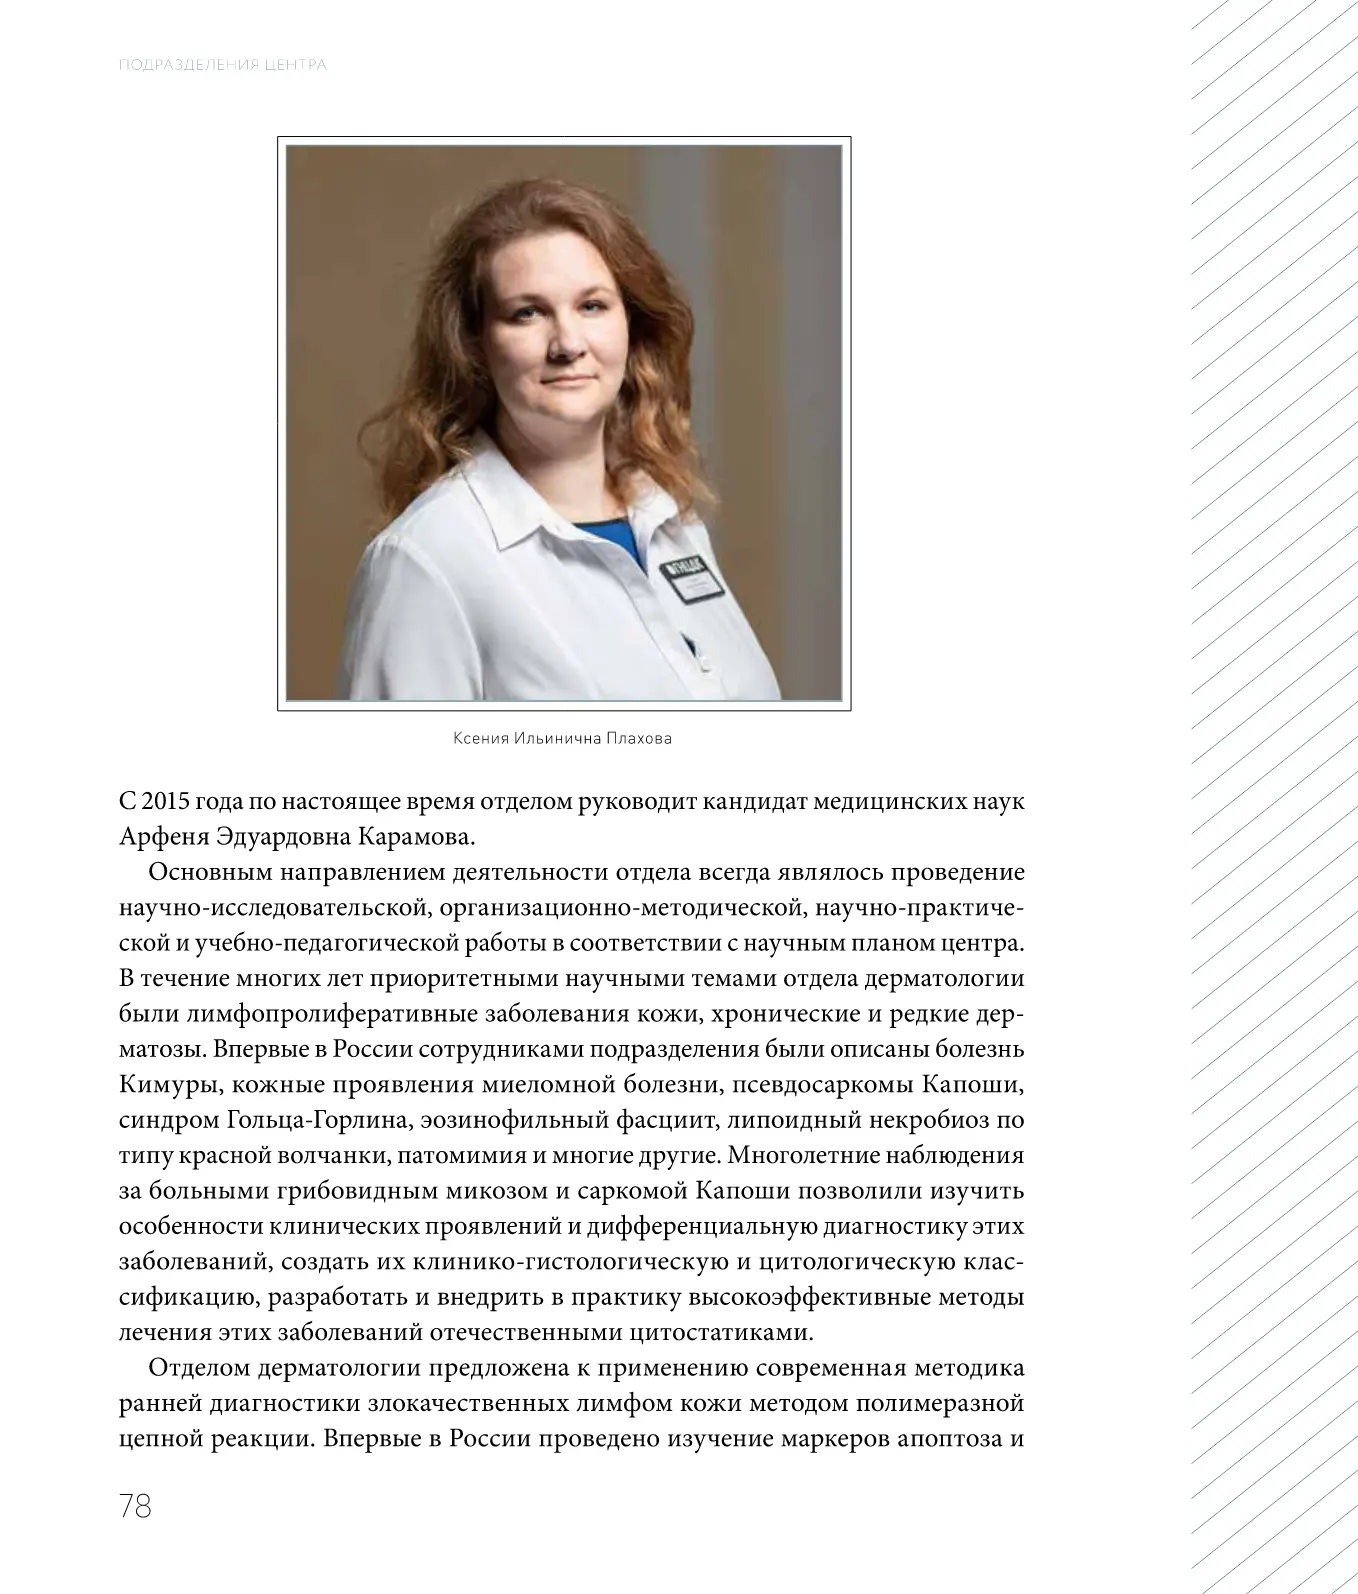 ПОДРАЗДЕЛЕНИЯ ЦЕНТРА
ГНЦДК
Ксения Ильинична Плахова
С 2015 года по настоящее время отделом руководит кандидат медицинских наук
Арфеня Эдуардовна Карамова.
Основным направлением деятельности отдела всегда являлось проведение
научно-исследовательской, организационно-методической, научно-практиче-
ской и учебно-педагогической работы в соответствии с научным планом центра.
В течение многих лет приоритетными научными темами отдела дерматологии
были лимфопролиферативные заболевания кожи, хронические и редкие дер-
матозы. Впервые в России сотрудниками подразделения были описаны болезнь
Кимуры, кожные проявления миеломной болезни, псевдосаркомы Капоши,
синдром Гольца-Горлина, эозинофильный фасциит, липоидный некробиоз по
типу красной волчанки, патомимия и многие другие. Многолетние наблюдения
за больными грибовидным микозом и саркомой Капоши позволили изучить
особенности клинических проявлений и дифференциальную диагностику этих
заболеваний, создать их клинико-гистологическую и цитологическую клас-
сификацию, разработать и внедрить в практику высокоэффективные методы
лечения этих заболеваний отечественными цитостатиками.
Отделом дерматологии предложена к применению современная методика
ранней диагностики злокачественных лимфом кожи методом полимеразной
цепной реакции. Впервые в России проведено изучение маркеров апоптоза и
78